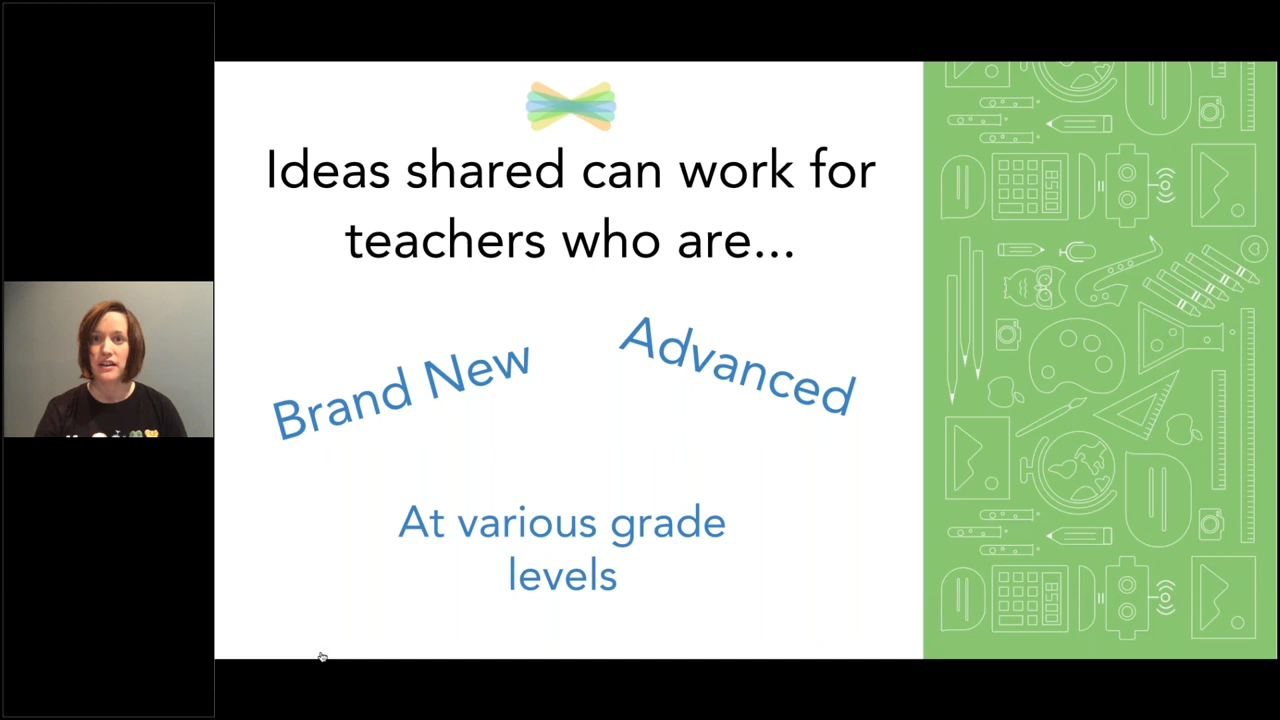 Ideas shared can work for
teachers who are...
Brand New
Advanced
At various grade
levels